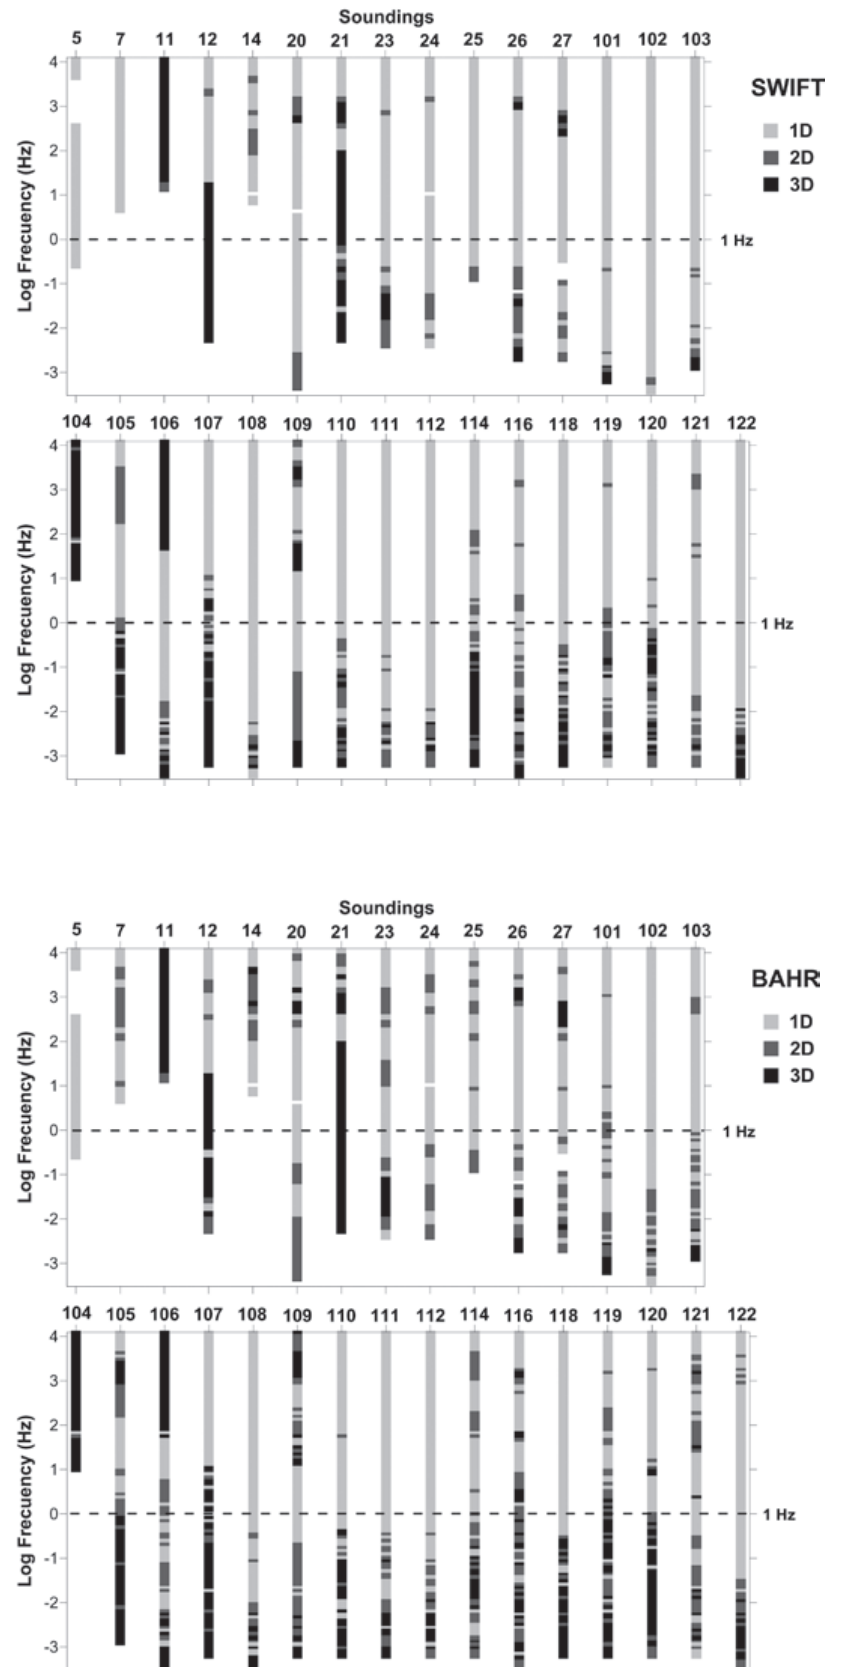 Soundings
5 7 11 12 14 20 21 23 24 25 26 27 101 102 103
4
3
2
1
0
-1
-2
-3
Log Frecuency (Hz)
1 Hz
SWIFT
1D
2D
3D
104 105 106 107 108 109 110 111 112 114 116 118 119 120 121 122
4
3
2
1
0
-1
-2
-3
Log Frecuency (Hz)
1 Hz
Soundings
5 7 11 12 14 20 21 23 24 25 26 27 101 102 103
4
3
2
1
0
-1
-2
-3
Log Frecuency (Hz)
1 Hz
BAHR
1D
2D
3D
104 105 106 107 108 109 110 111 112 114 116 118 119 120 121 122
4
3
2
1
0
-1
-2
-3
Log Frecuency (Hz)
1 Hz